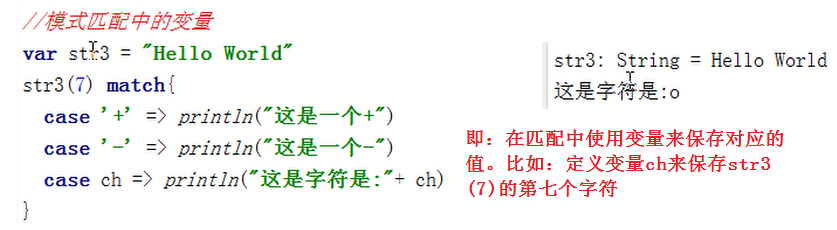 //模式匹配中的变量
var str3 = "Hello World"
str3(7) match{
case '+' => println("这是一个+")
case '-' => println("这是一个-")
case ch => println("这是字符是:"+ ch)
}
str3: String = Hello World
这是字符是:o
即：在匹配中使用变量来保存对应的
值。比如：定义变量ch来保存str3
(7)的第七个字符